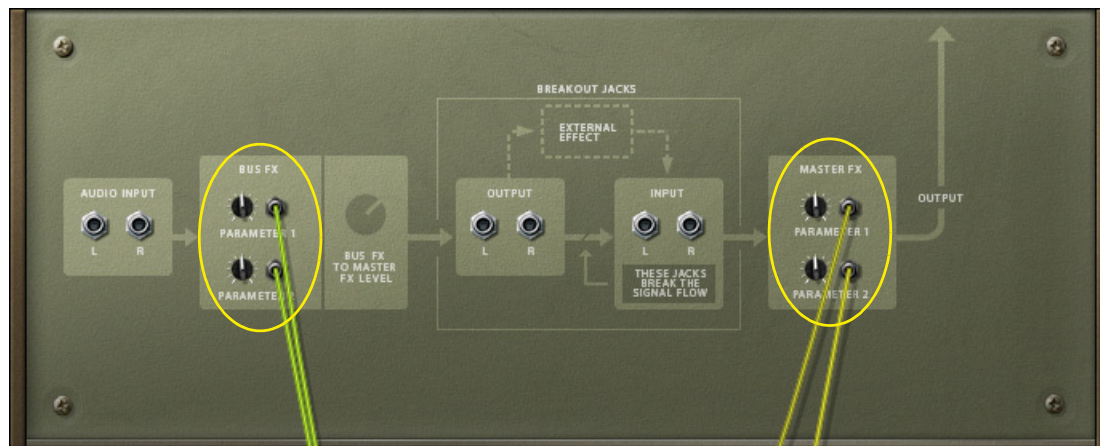 BREAKOUT JACKS
EXTERNAL
EFFECT
AUDIO INPUT
L R
BUS FX
PARAMETER 1
PARAMETER
BUS FX
TO MASTER
FX LEVEL
OUTPUT
L R
INPUT
L R
THESE JACKS
BREAK THE
SIGNAL FLOW
MASTER FX
PARAMETER 1
PARAMETER 2
OUTPUT